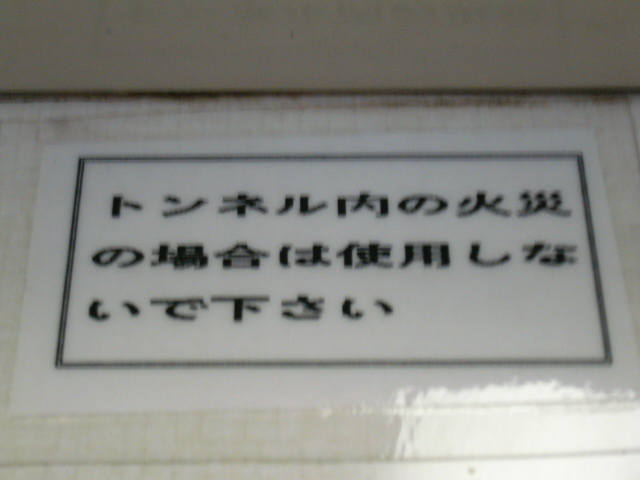 トンネル内の火災
の場合は使用しな
いで下さい